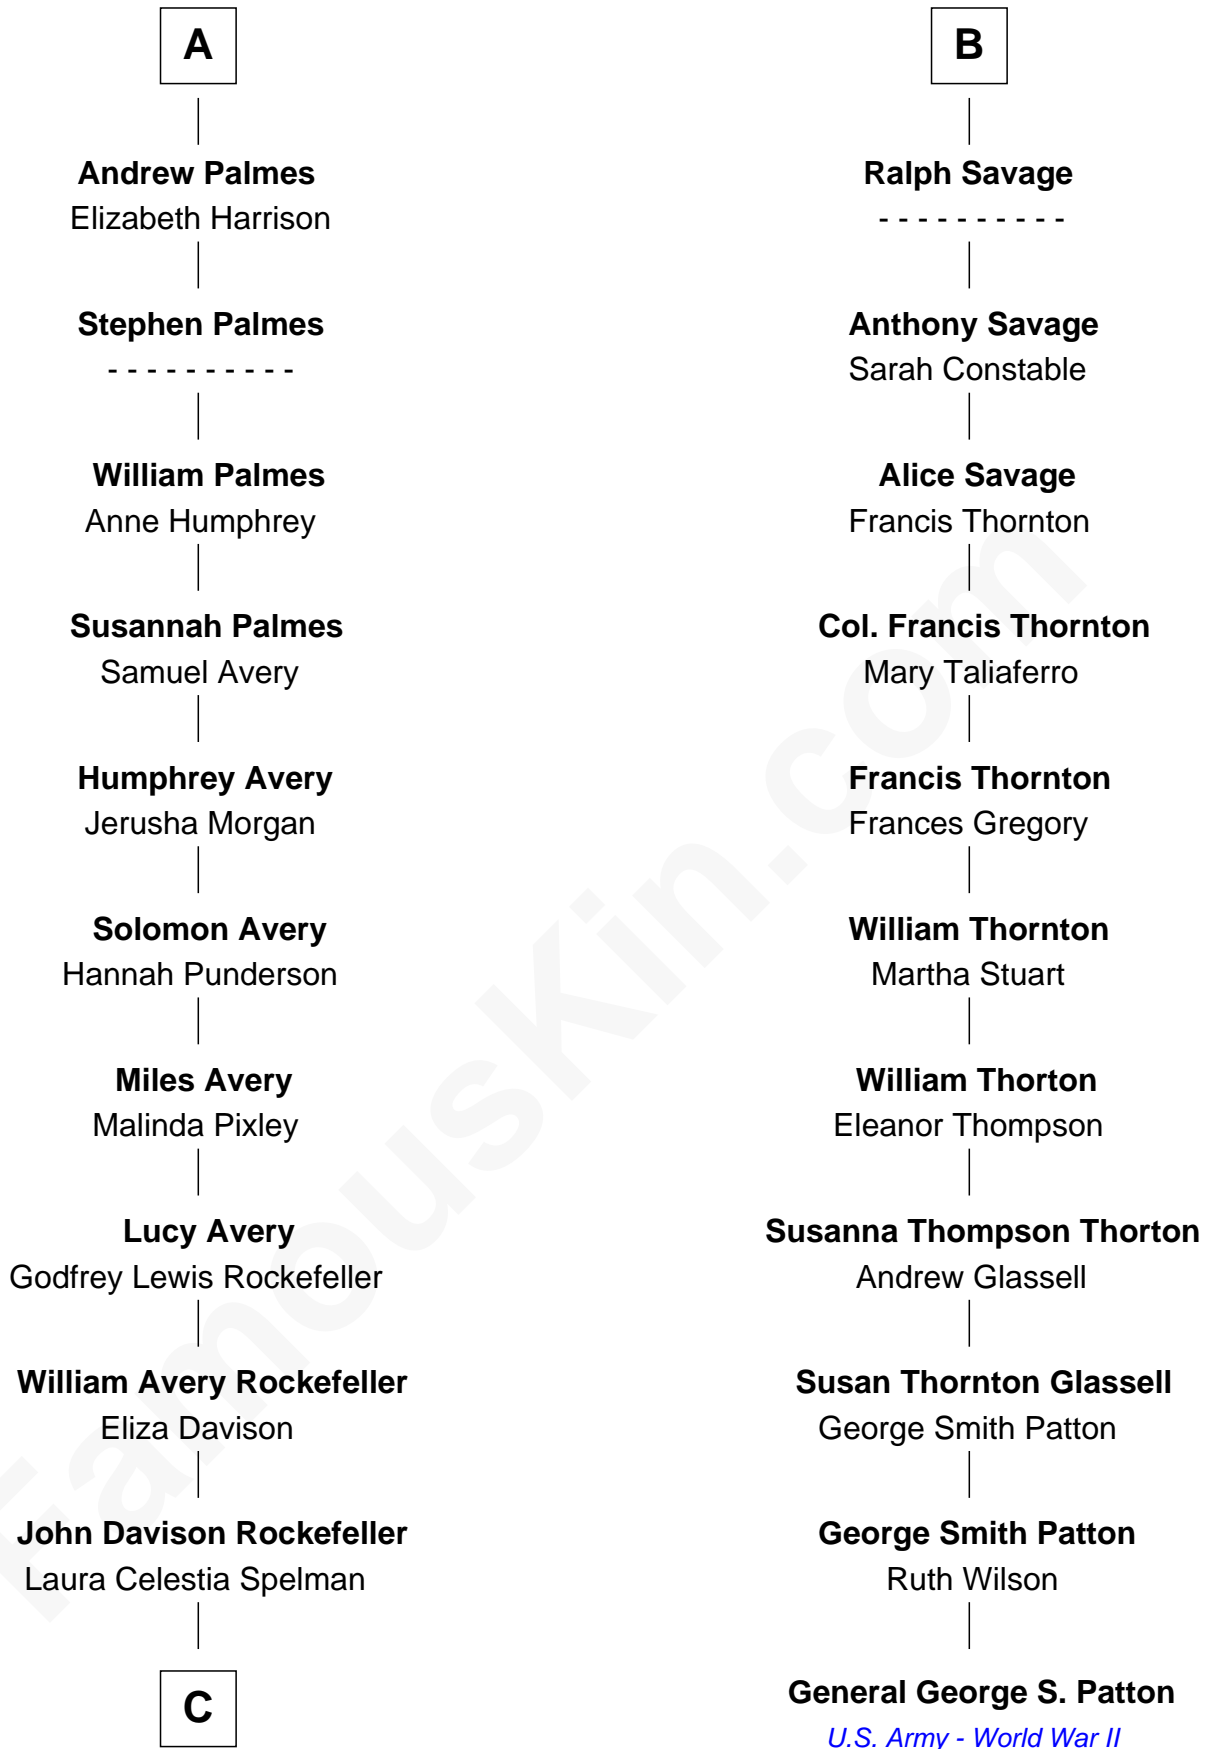 A
Andrew Palmes
Elizabeth Harrison
Stephen Palmes
- - - - - - - - - -
William Palmes
Anne Humphrey
Susannah Palmes
Samuel Avery
Humphrey Avery
Jerusha Morgan
Solomon Avery
Hannah Punderson
Miles Avery
Malinda Pixley
Lucy Avery
Godfrey Lewis Rockefeller
William Avery Rockefeller
Eliza Davison
John Davison Rockefeller
Laura Celestia Spelman
C
B
Ralph Savage
- - - - - - - - - -
Anthony Savage
Sarah Constable
Alice Savage
Francis Thornton
Col. Francis Thornton
Mary Taliaferro
Francis Thornton
Frances Gregory
William Thornton
Martha Stuart
William Thorton
Eleanor Thompson
Susanna Thompson Thorton
Andrew Glassell
Susan Thornton Glassell
George Smith Patton
George Smith Patton
Ruth Wilson
General George S. Patton
U.S. Army - World War II
FamousKin.com